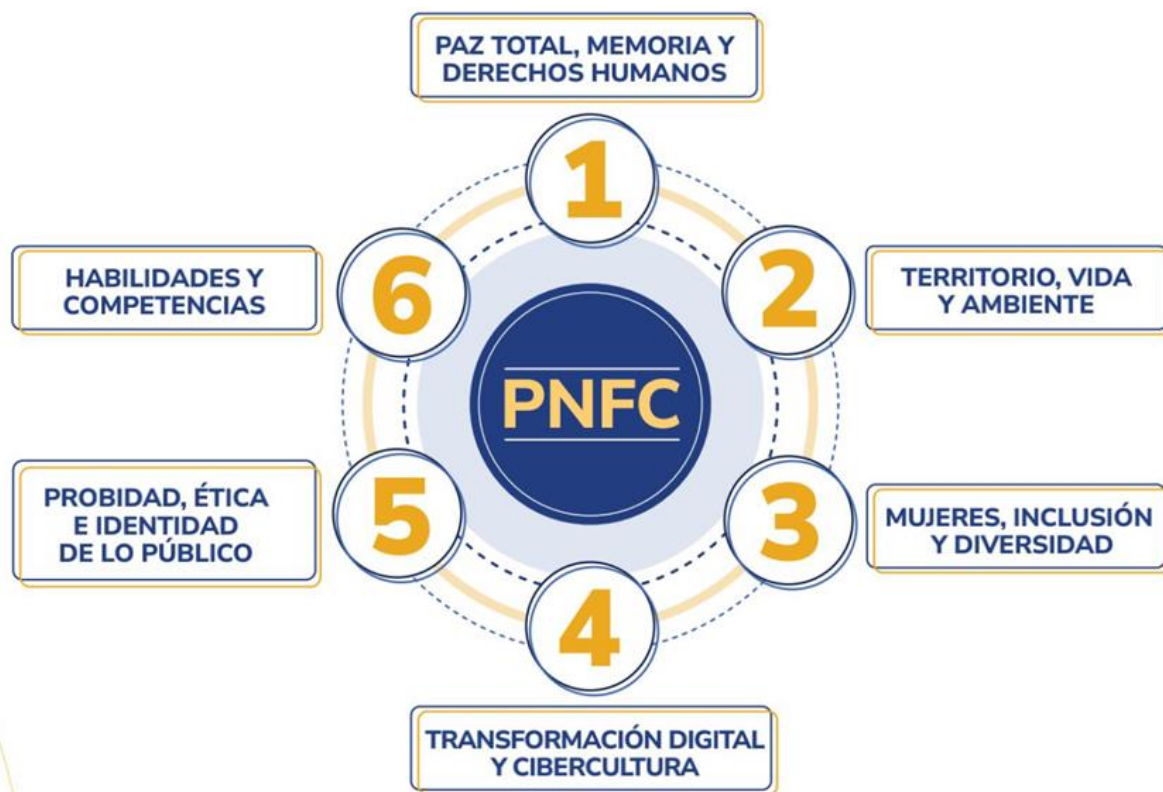 PAZ TOTAL, MEMORIA Y
DERECHOS HUMANOS
1
2
TERRITORIO, VIDA
Y AMBIENTE
3
MUJERES, INCLUSIÓN
Y DIVERSIDAD
4
TRANSFORMACIÓN DIGITAL
Y CIBERCULTURA
5
PROBIDAD, ÉTICA
E IDENTIDAD
DE LO PÚBLICO
6
HABILIDADES Y
COMPETENCIAS
PNFC